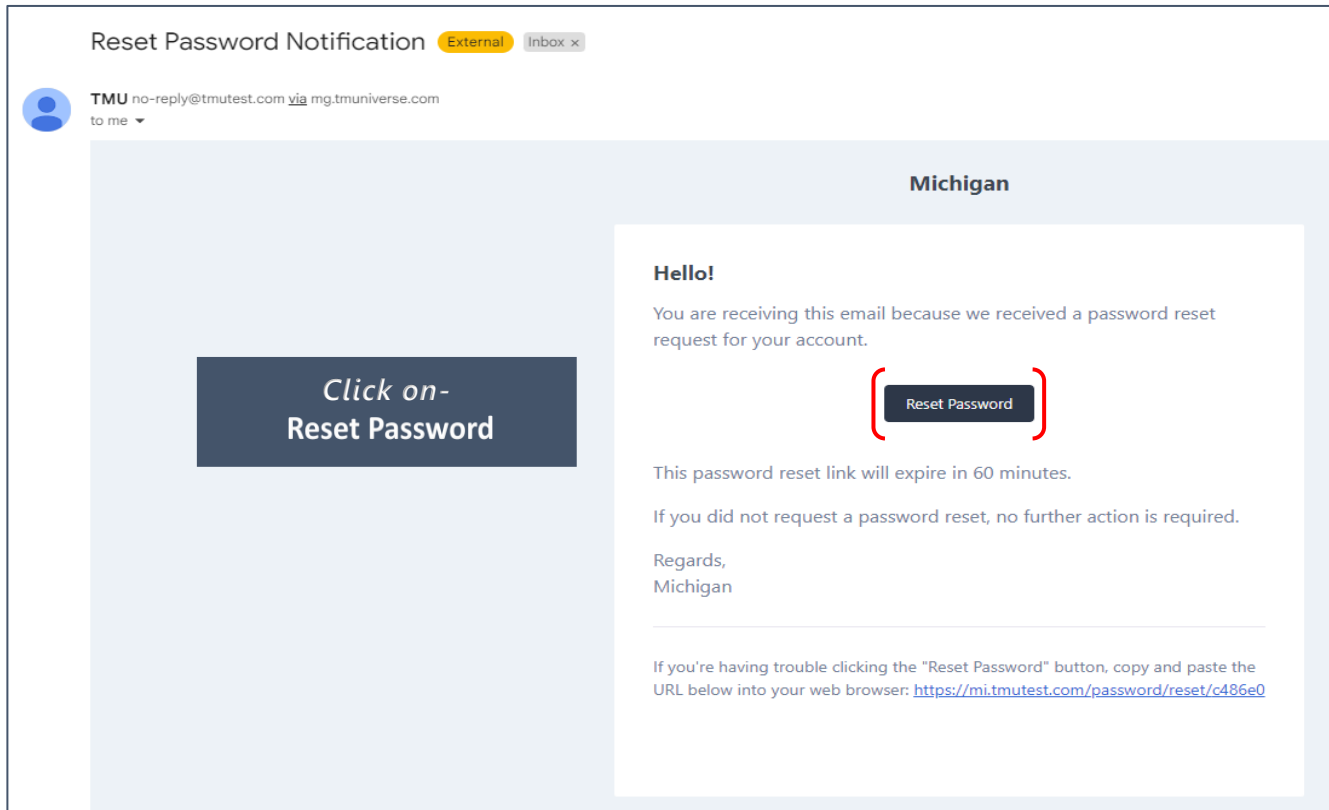 Reset Password Notification External Inbox x
TMU no-reply@tmutest.com via mg.tmuniverse.com
to me
Michigan
Hello!
You are receiving this email because we received a password reset
request for your account.
Click on-
Reset Password
Reset Password
This password reset link will expire in 60 minutes.
If you did not request a password reset, no further action is required.
Regards,
Michigan
If you're having trouble clicking the "Reset Password" button, copy and paste the
URL below into your web browser: https://mi.tmutest.com/password/reset/c486e0